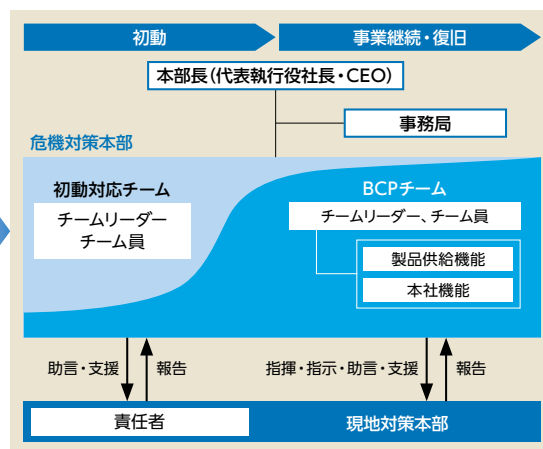 初動
事業継続・復旧
本部長（代表執行役社長・CEO）
事務局
危機対策本部
初動対応チーム
チームリーダー
チーム員
BCPチーム
チームリーダー、チーム員
製品供給機能
本社機能
助言・支援
報告
指揮・指示・助言・支援
報告
責任者
現地対策本部